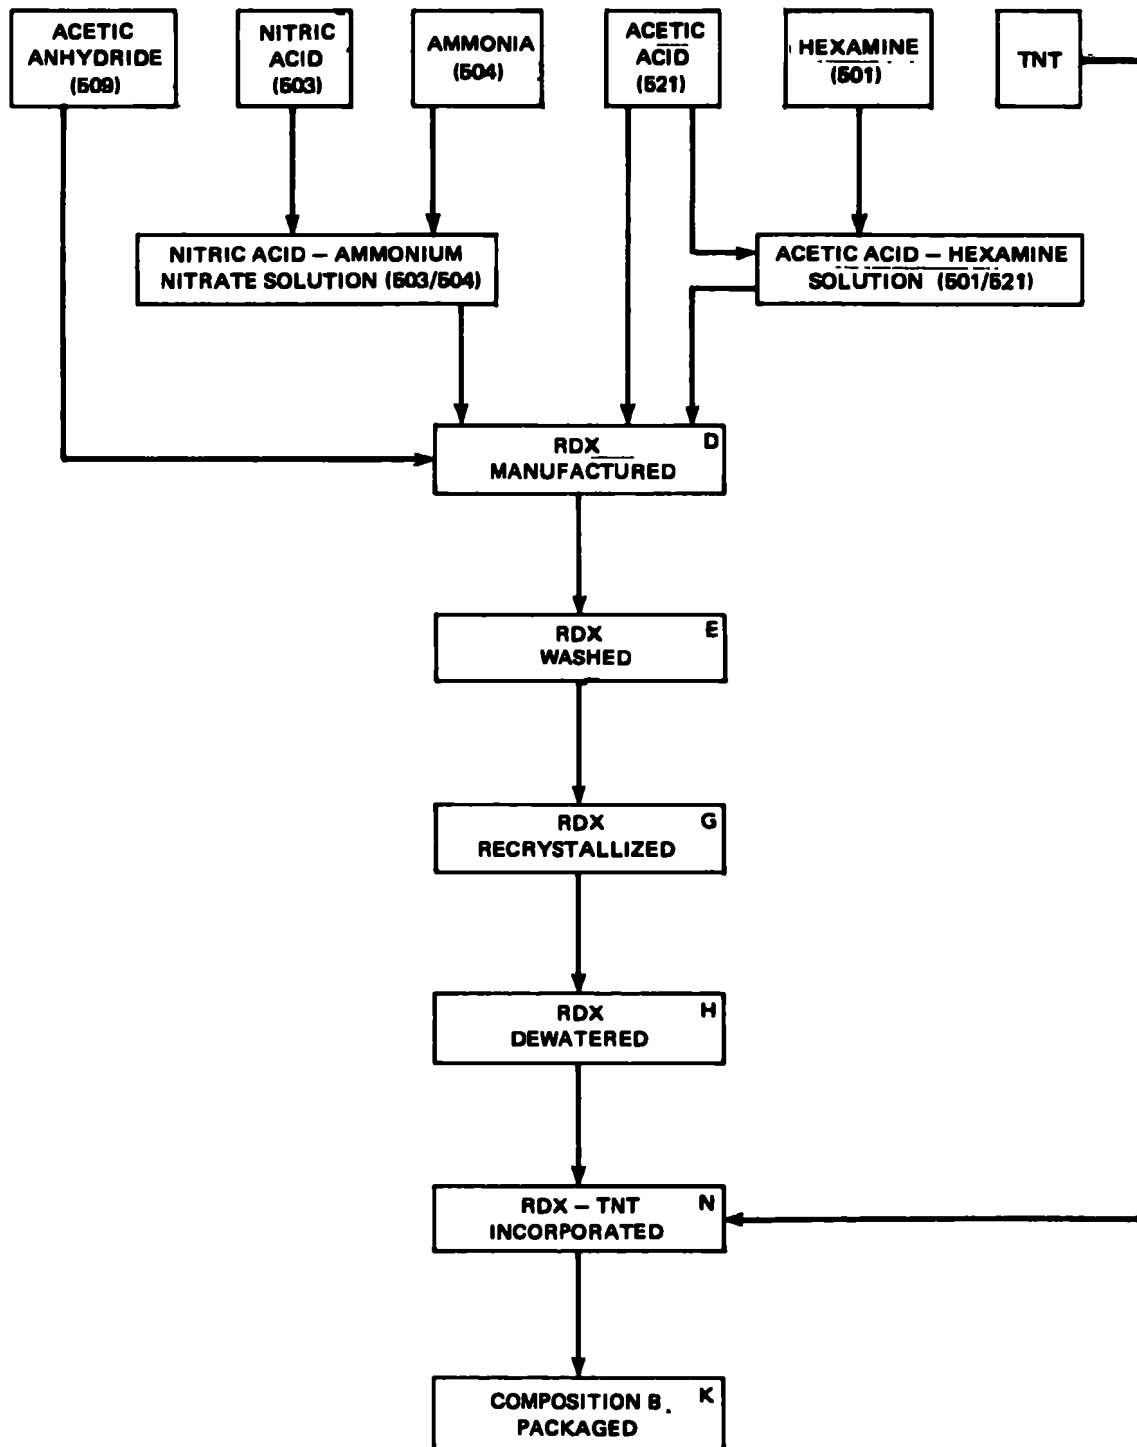 ACETIC
ANHYDRIDE
(509)
NITRIC
ACID
(503)
AMMONIA
(504)
ACETIC
ACID
(521)
HEXAMINE
(501)
TNT
NITRIC ACID – AMMONIUM
NITRATE SOLUTION (503/504)
ACETIC ACID – HEXAMINE
SOLUTION (501/521)
RDX D
MANUFACTURED
RDX E
WASHED
RDX G
RECRYSTALLIZED
RDX H
DEWATERED
RDX – TNT N
INCORPORATED
COMPOSITION B. K
PACKAGED